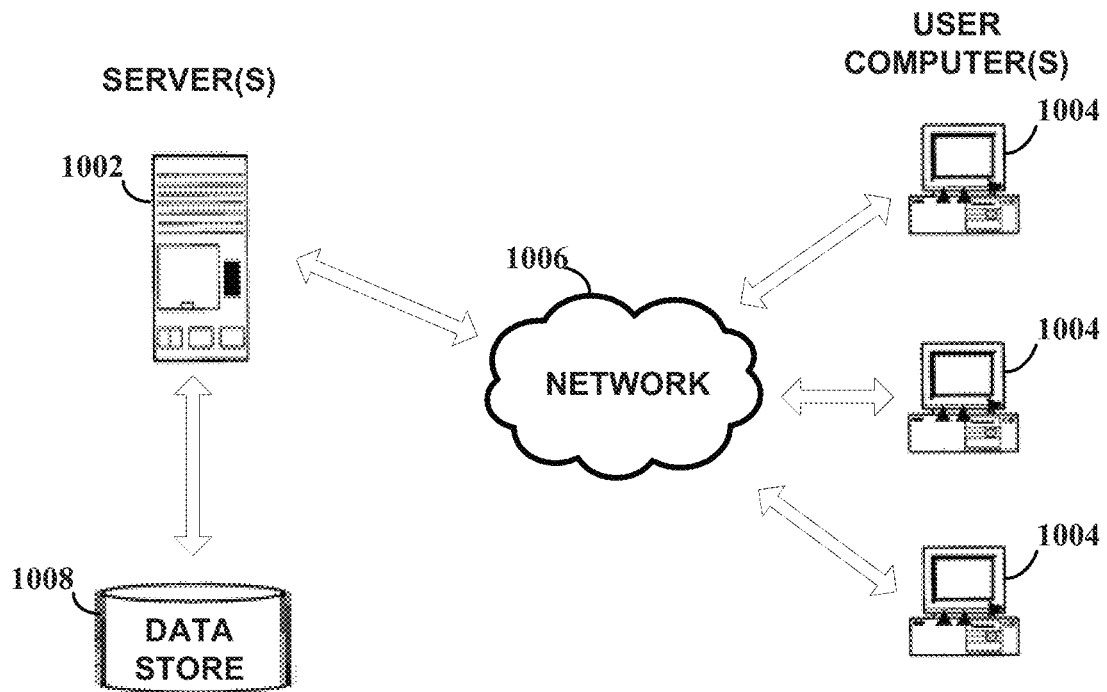 USER
COMPUTER(S)
SERVER(S)
1004
1002
1006
1004
NETWORK
1004
1008
DATA
STORE